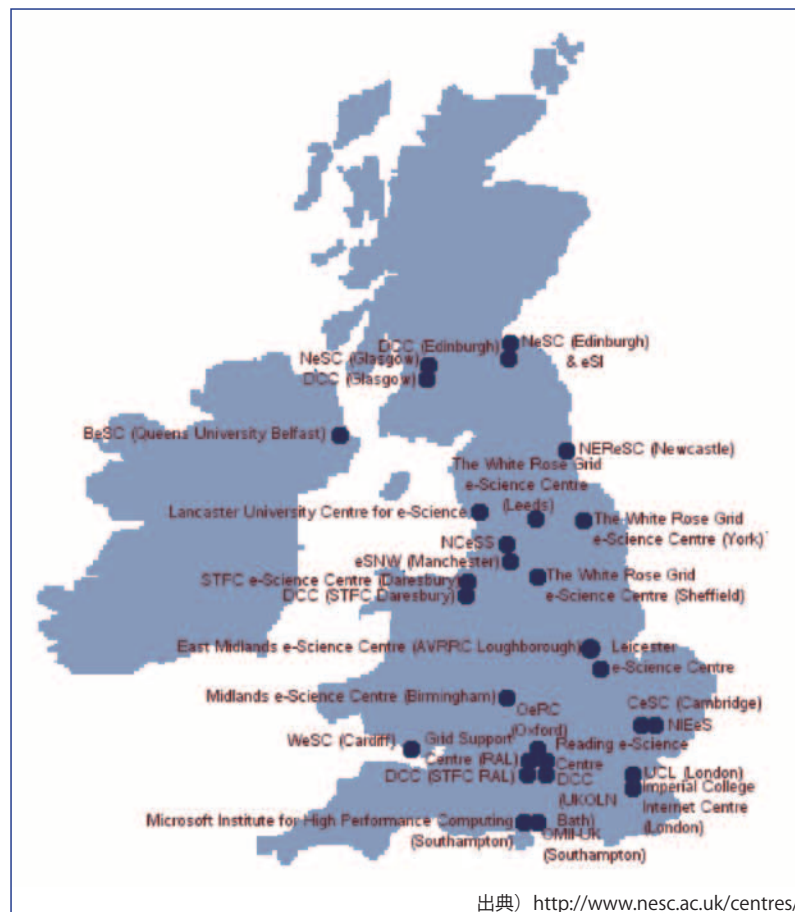 DCC (Edinburgh)
NeSC (Edinburgh)
& eSI
NeSC (Glasgow)
DCC (Glasgow)
BeSC (Queens University Belfast)
NEReSC (Newcastle)
The White Rose Grid
e-Science Centre
(Leeds)
Lancaster University Centre for e-Science
The White Rose Grid
e-Science Centre (York)
NCeSS
eSNW (Manchester)
STFC e-Science Centre (Daresbury)
DCC (STFC Daresbury)
The White Rose Grid
e-Science Centre (Sheffield)
East Midlands e-Science Centre (AVRRC Loughborough)
Leicester
e-Science Centre
Midlands e-Science Centre (Birmingham)
CeSC (Cambridge)
NIEeS
OeRC
(Oxford)
WeSC (Cardiff)
Grid Support
Centre (RAL)
Reading e-Science
Centre
DCC (STFC RAL)
DCC
(UKOLN
Bath)
UCL (London)
Imperial College
Internet Centre
(London)
Microsoft Institute for High Performance Computing
(Southampton)
OMII-UK
(Southampton)
出典）http://www.nesc.ac.uk/centres/